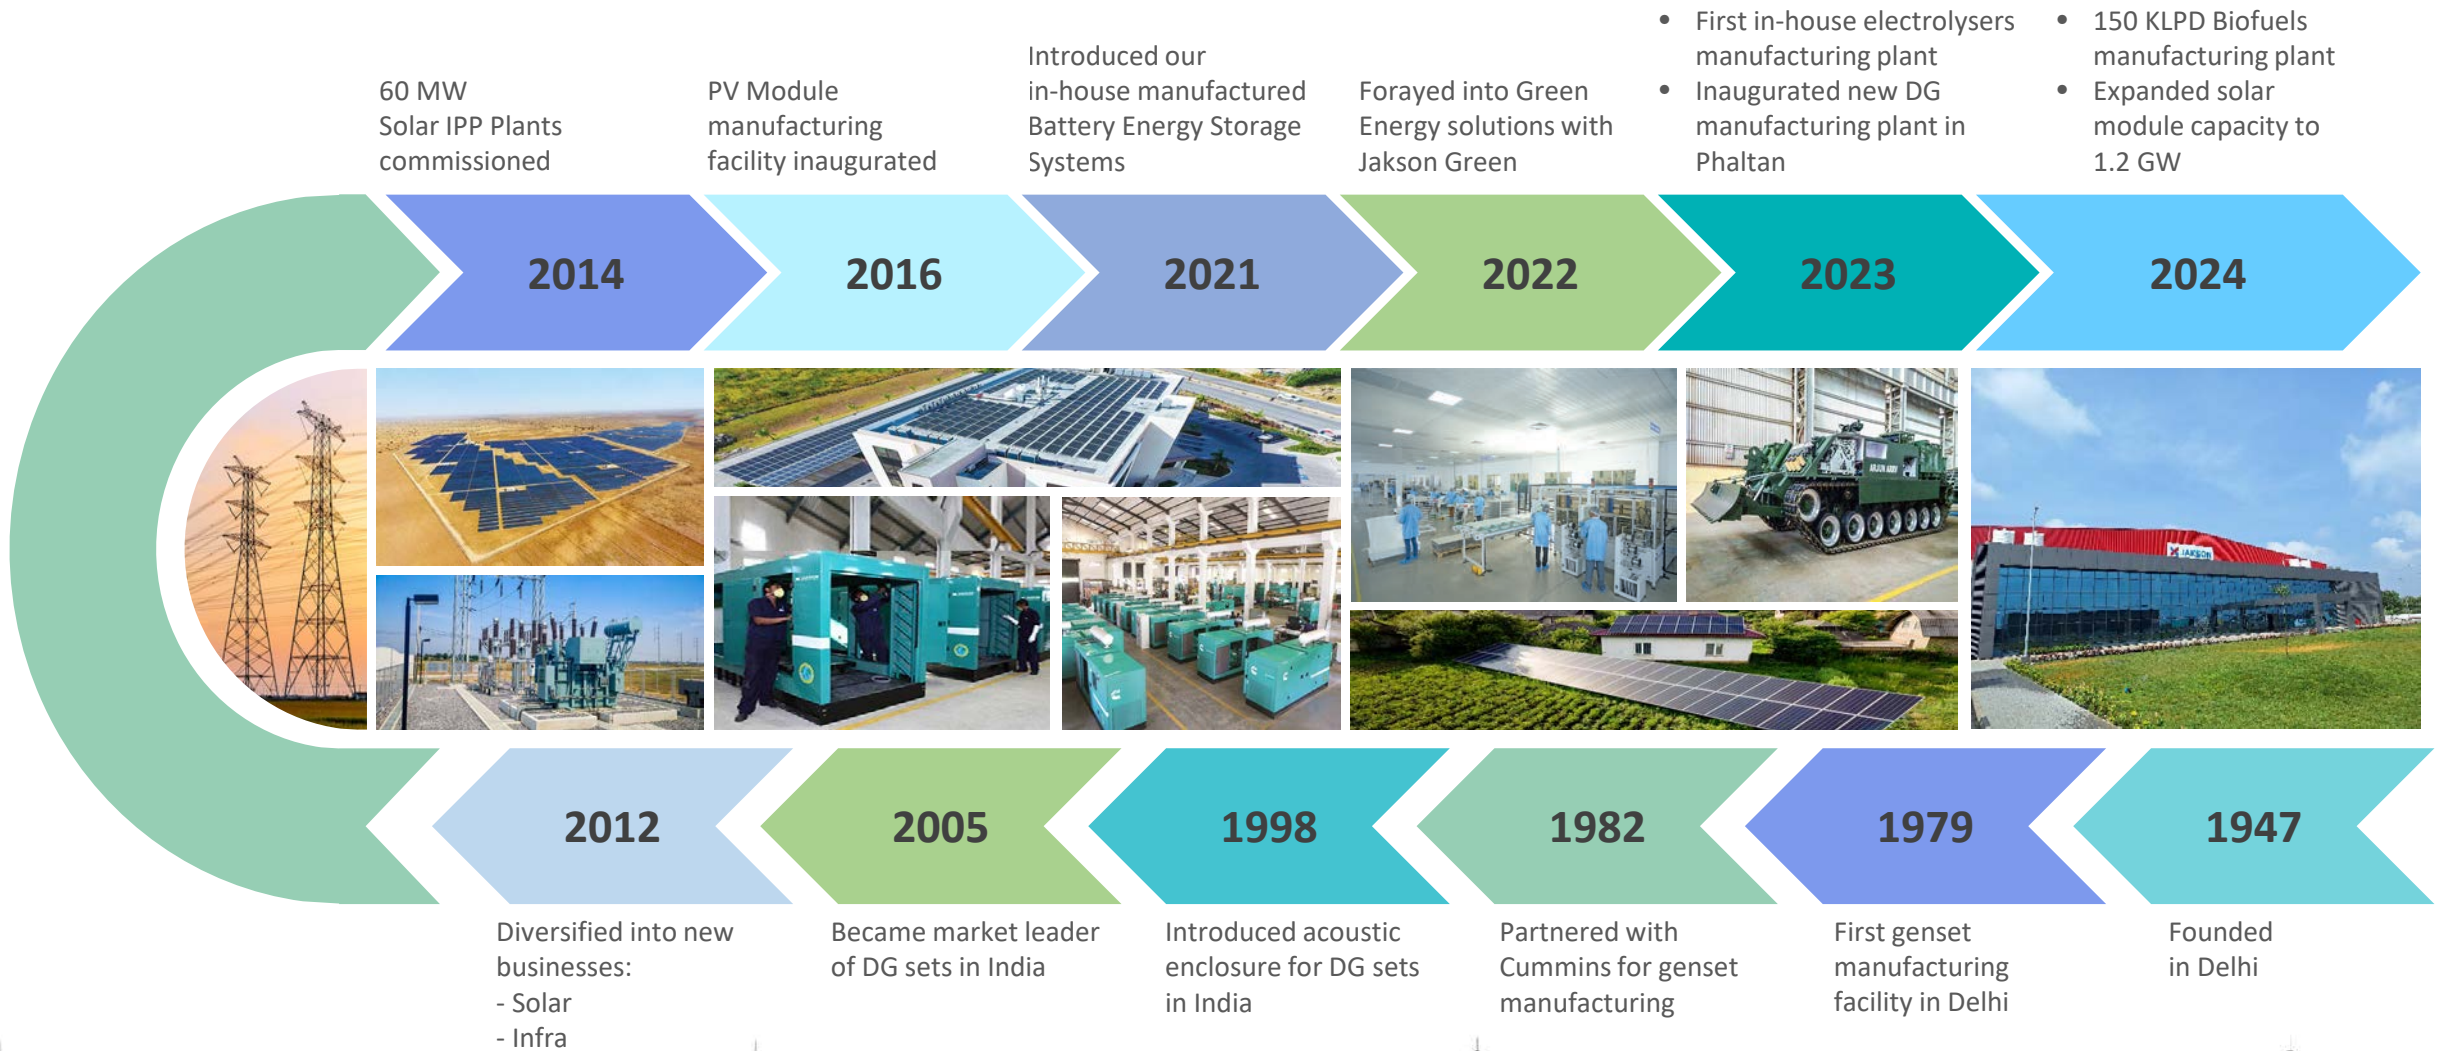 60 MW
Solar IPP Plants
commissioned
PV Module
manufacturing
facility inaugurated
Introduced our
in-house manufactured
Battery Energy Storage
Systems
Forayed into Green
Energy solutions with
Jakson Green
• First in-house electrolysers
manufacturing plant
• Inaugurated new DG
manufacturing plant in
Phaltan
• 150 KLPD Biofuels
manufacturing plant
• Expanded solar
module capacity to
1.2 GW
2014
2016
2021
2022
2023
2024
ARJUN ARRV
JAKSON
2012
2005
1998
1982
1979
1947
Diversified into new
businesses:
- Solar
- Infra
Became market leader
of DG sets in India
Introduced acoustic
enclosure for DG sets
in India
Partnered with
Cummins for genset
manufacturing
First genset
manufacturing
facility in Delhi
Founded
in Delhi